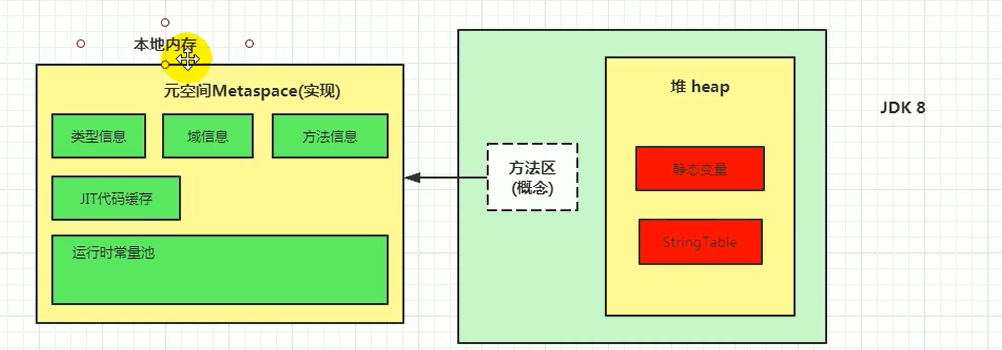 本地内存
元空间Metaspace(实现)
类型信息
域信息
方法信息
JIT代码缓存
运行时常量池
方法区
(概念)
堆 heap
静态变量
StringTable
JDK 8